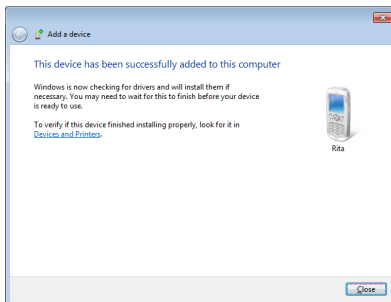 Add a device
This device has been successfully added to this computer
Windows is now checking for drivers and will install them if
necessary. You may need to wait for this to finish before your device
is ready to use.
To verify if this device finished installing properly, look for it in
Devices and Printers.
Rita
Close